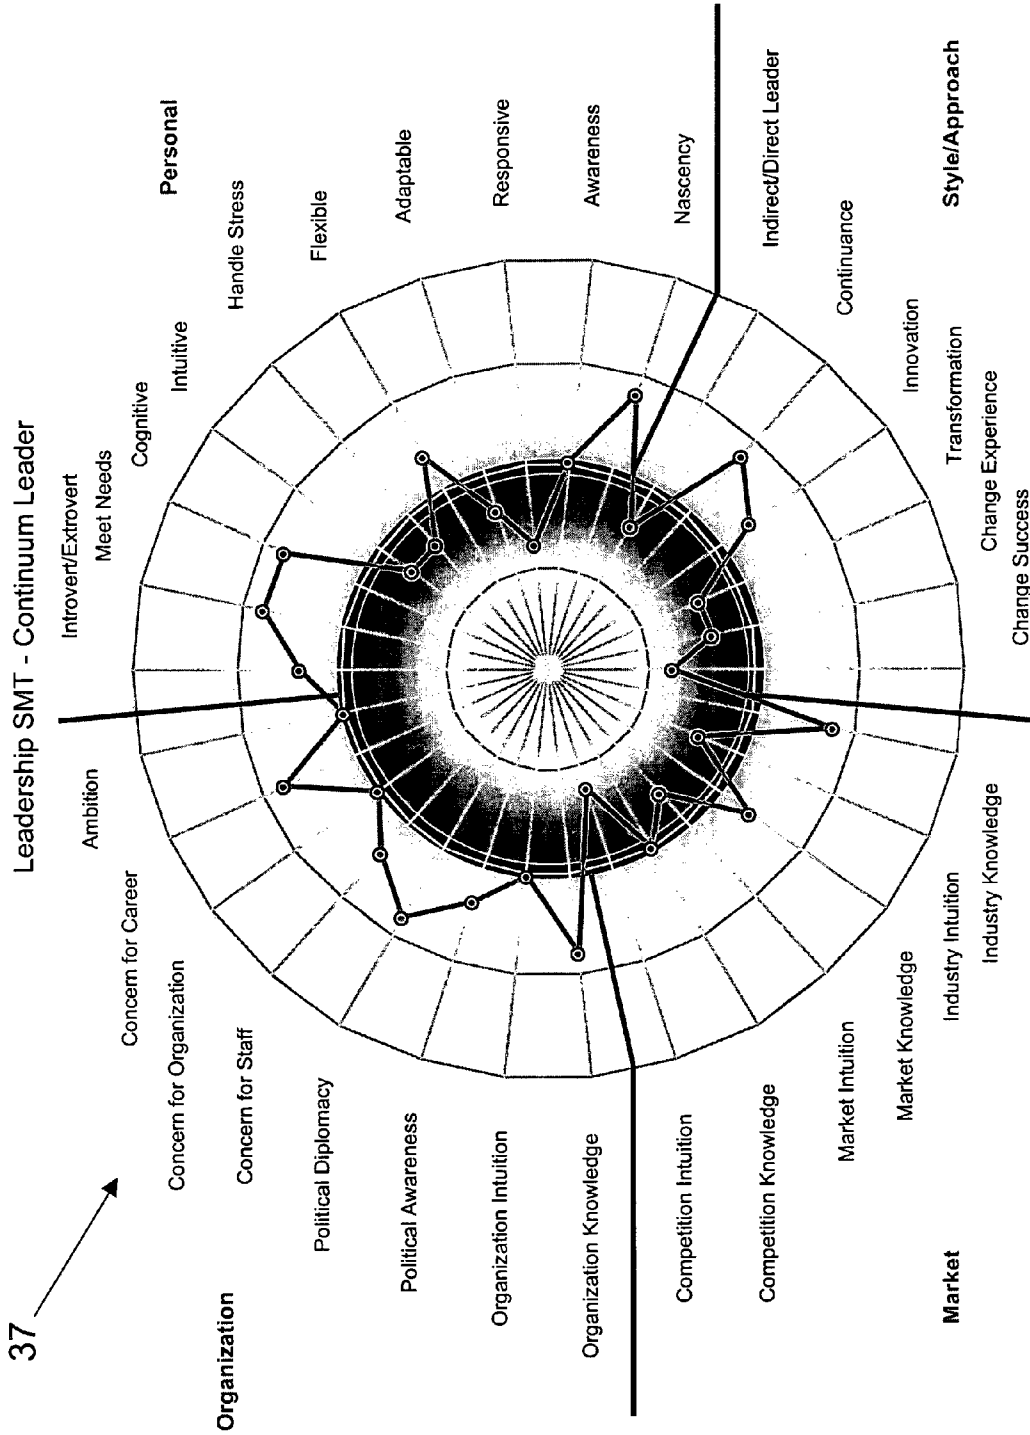 37
Leadership SMT - Continuum Leader
Personal
Introvert/Extrovert
Meet Needs
Cognitive
Intuitive
Handle Stress
Flexible
Adaptable
Responsive
Awareness
Nascency
Style/Approach
Indirect/Direct Leader
Continuance
Innovation
Transformation
Change Experience
Change Success
Market
Industry Knowledge
Industry Intuition
Market Knowledge
Market Intuition
Competition Knowledge
Competition Intuition
Organization
Organization Knowledge
Organization Intuition
Political Awareness
Political Diplomacy
Concern for Staff
Concern for Organization
Concern for Career
Ambition